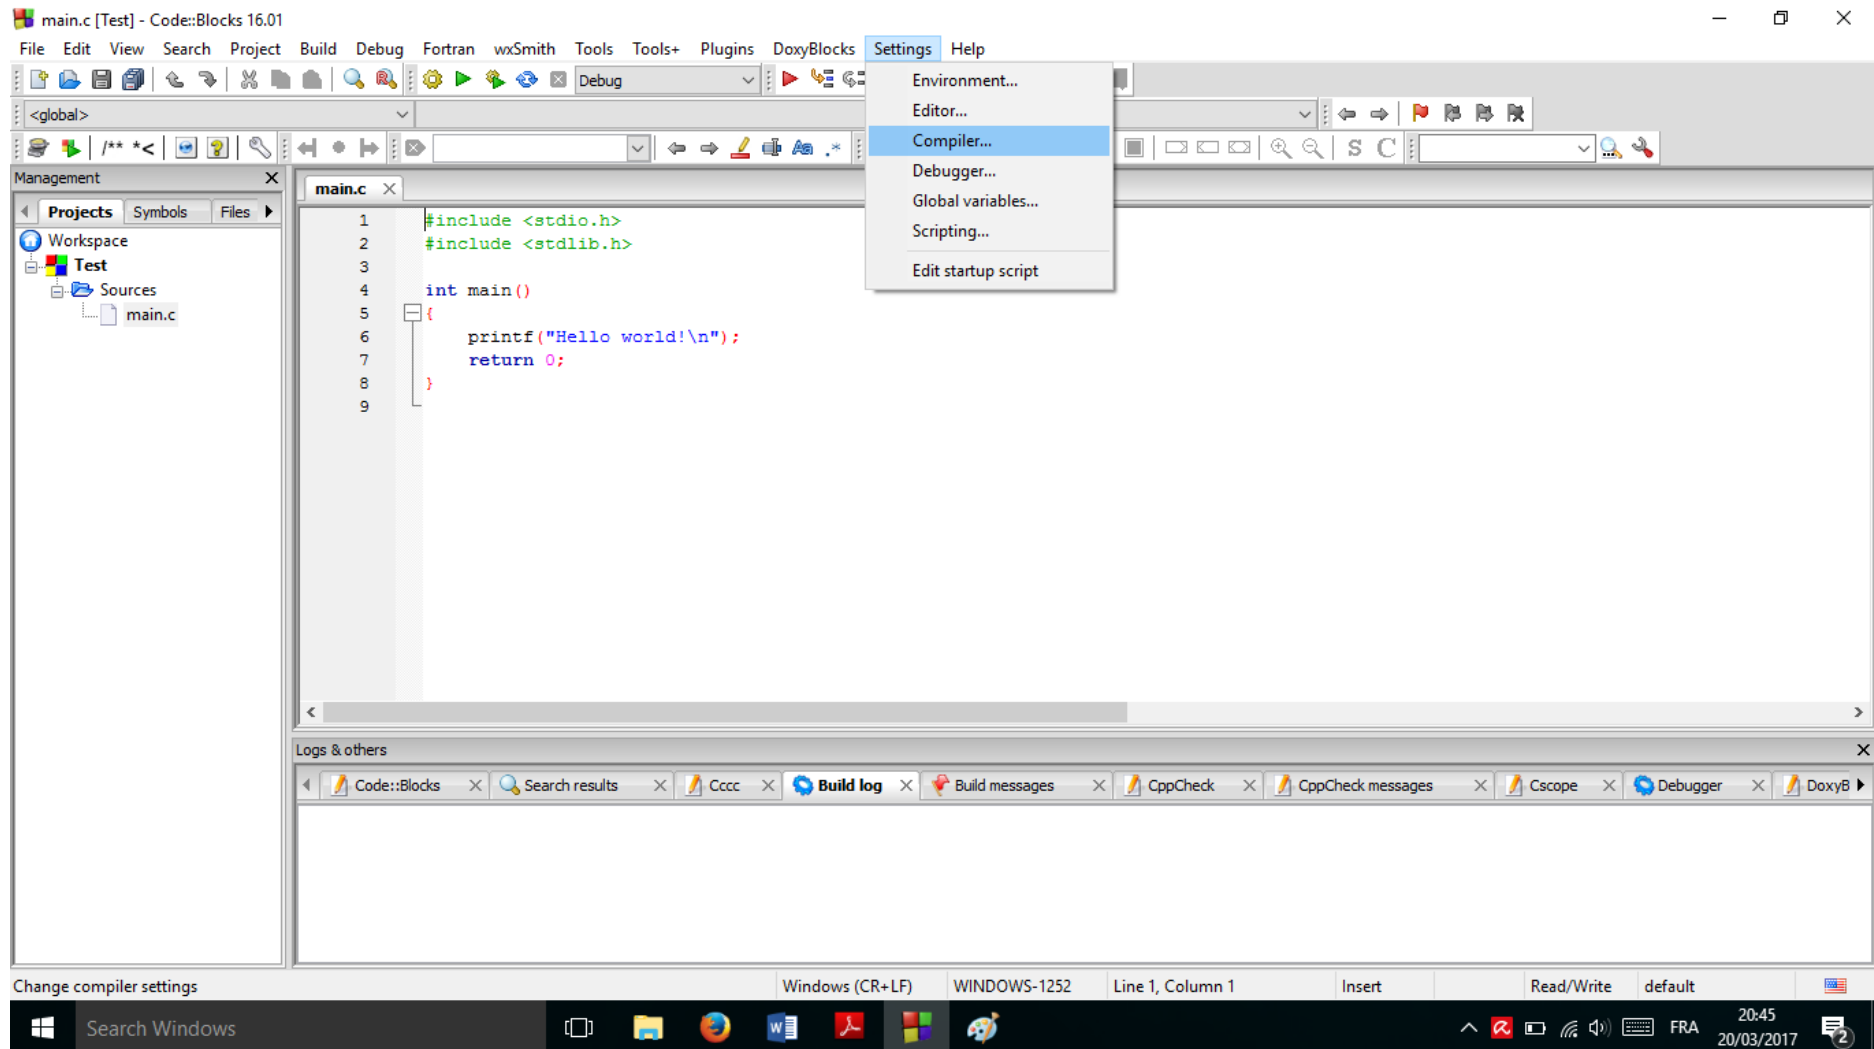 main.c [Test] - Code::Blocks 16.01
File Edit View Search Project Build Debug Fortran wxSmith Tools Tools+ Plugins DoxyBlocks Settings Help
Debug
Environment...
<global>
Editor...
/** *<
Compiler...
S C
Debugger...
Global variables...
Scripting...
Edit startup script
Management
Projects Symbols Files
Workspace
Test
Sources
main.c
main.c
1 #include <stdio.h>
2 #include <stdlib.h>
3
4 int main()
5 {
6 printf("Hello world!\n");
7 return 0;
8 }
9
Logs & others
Code::Blocks Search results Cccc Build log Build messages CppCheck CppCheck messages Cscope Debugger DoxyB
Change compiler settings Windows (CR+LF) WINDOWS-1252 Line 1, Column 1 Insert Read/Write default
Search Windows FRA 20:45
20/03/2017 2